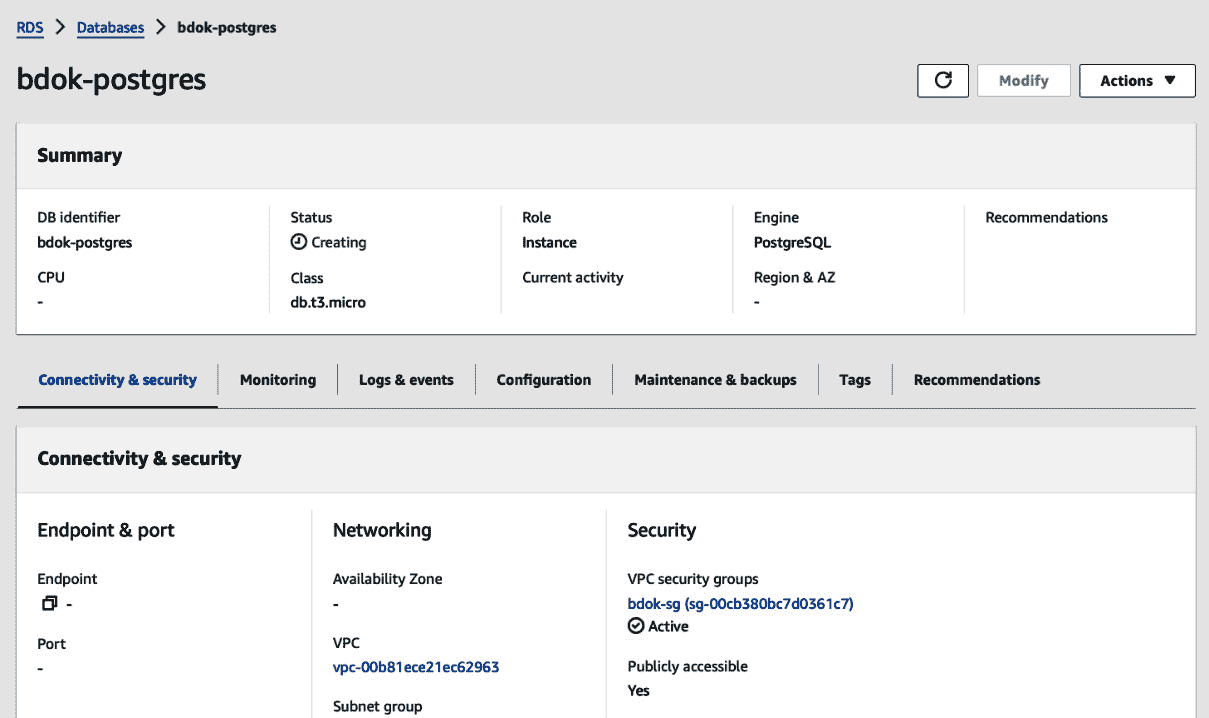 RDS > Databases > bdok-postgres
bdok-postgres
Modify
Actions
Summary
DB identifier
bdok-postgres
CPU
-
Status
Creating
Class
db.t3.micro
Role
Instance
Current activity
Engine
PostgreSQL
Region & AZ
-
Recommendations
Connectivity & security
Monitoring
Logs & events
Configuration
Maintenance & backups
Tags
Recommendations
Connectivity & security
Endpoint & port
Endpoint
-
Port
-
Networking
Availability Zone
-
VPC
vpc-00b81ece21ec62963
Subnet group
Security
VPC security groups
bdok-sg (sg-00cb380bc7d0361c7)
Active
Publicly accessible
Yes